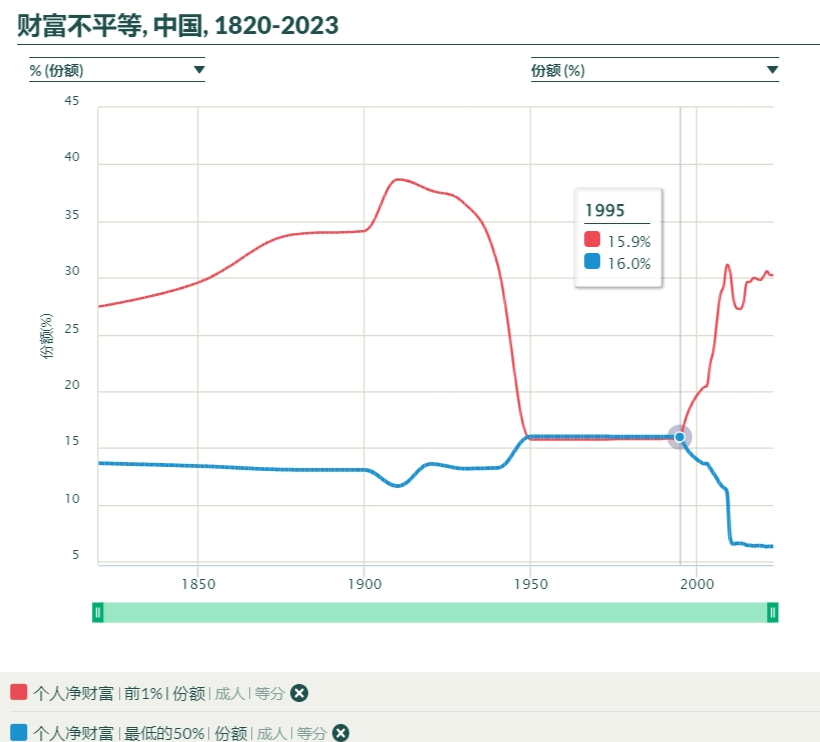 财富不平等, 中国, 1820-2023
% (份额)
份额 (%)
45
40
35
30
25
20
15
10
5
份额(%)
1995
15.9%
16.0%
1850
1900
1950
2000
个人净财富 | 前1% | 份额 | 成人 | 等分
个人净财富 | 最低的50% | 份额 | 成人 | 等分